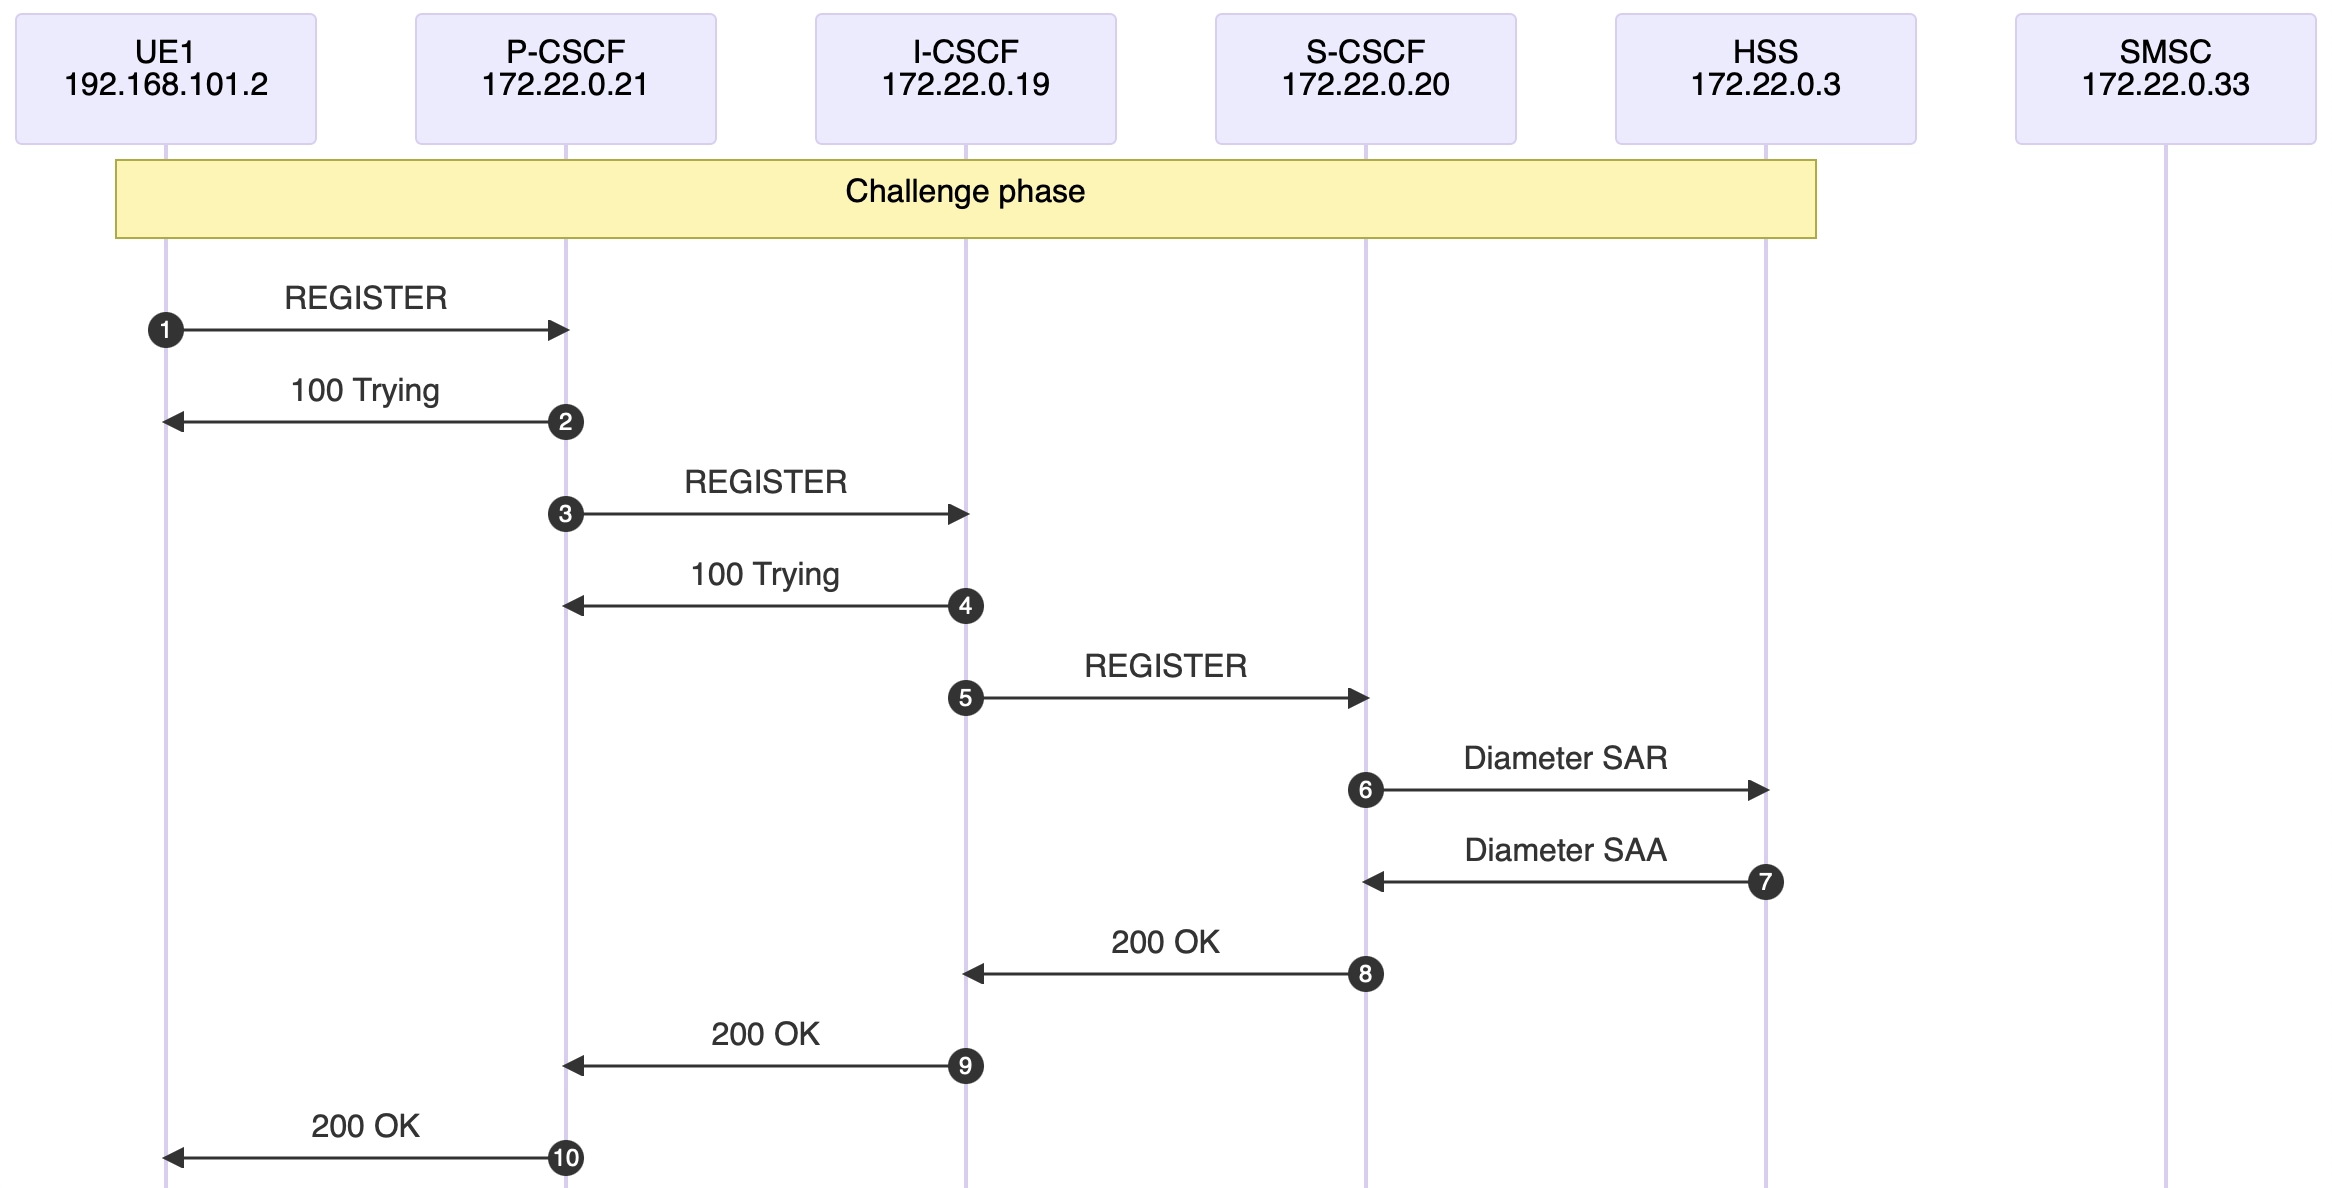 UE1
192.168.101.2
P-CSCF
172.22.0.21
I-CSCF
172.22.0.19
S-CSCF
172.22.0.20
HSS
172.22.0.3
SMSC
172.22.0.33
Challenge phase
REGISTER
1
100 Trying
2
REGISTER
3
100 Trying
4
REGISTER
5
Diameter SAR
6
Diameter SAA
7
200 OK
8
200 OK
9
200 OK
10